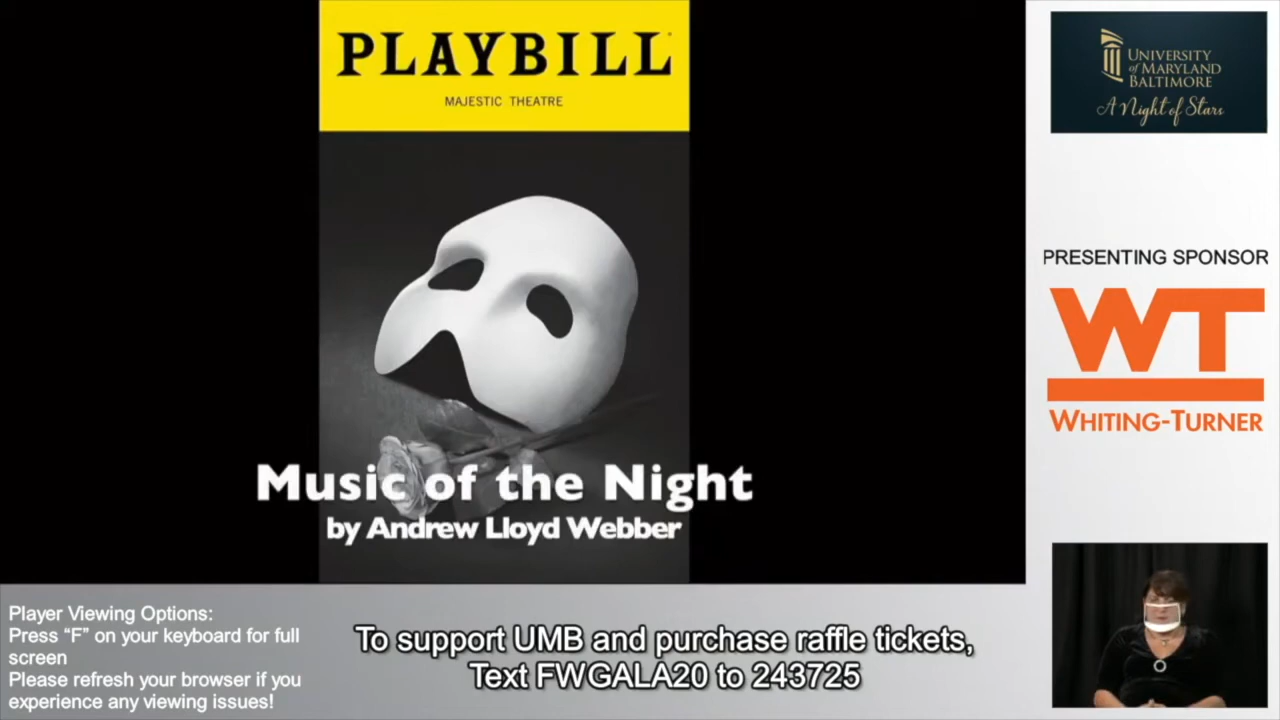 PLAYBILL
MAJESTIC THEATRE
Music of the Night
by Andrew Lloyd Webber
UNIVERSITY
of MARYLAND
BALTIMORE
A Night of Stars
PRESENTING SPONSOR
WT
WHITING-TURNER
Player Viewing Options:
Press “F” on your keyboard for full
screen
Please refresh your browser if you
experience any viewing issues!
To support UMB and purchase raffle tickets,
Text FWGALA20 to 243725